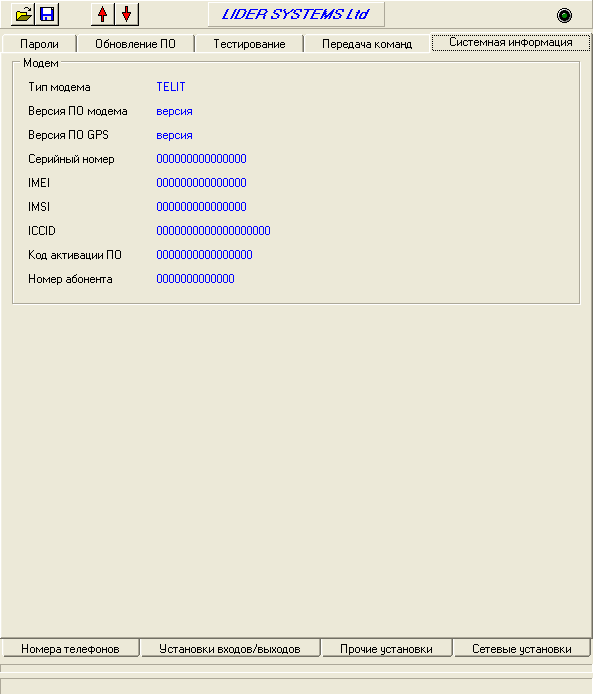 LIDER SYSTEMS Ltd
Пароли Обновление ПО Тестирование Передача команд Системная информация
Модем
Тип модема TELIT
Версия ПО модема версия
Версия ПО GPS версия
Серийный номер 000000000000000
IMEI 000000000000000
IMSI 000000000000000
ICCID 0000000000000000000
Код активации ПО 0000000000000000
Номер абонента 0000000000000
Номера телефонов Установки входов/выходов Прочие установки Сетевые установки